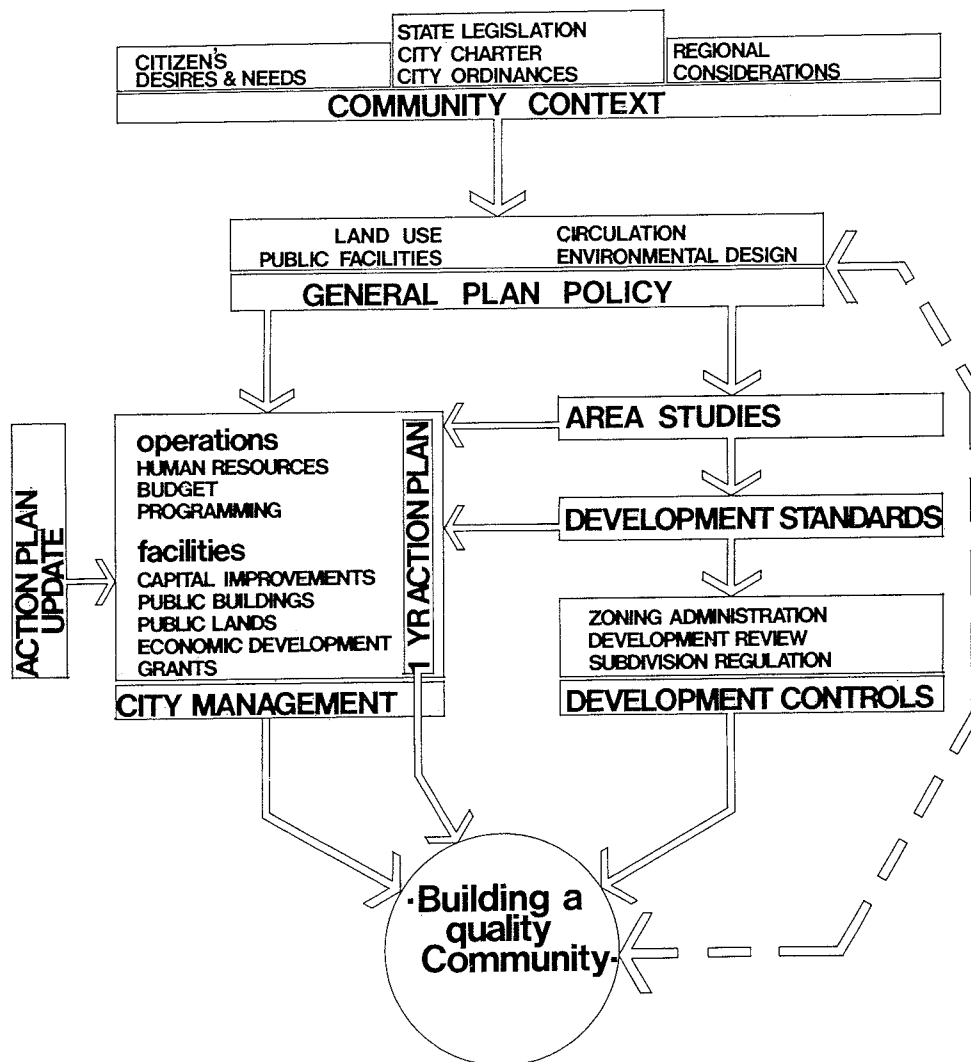 CITIZEN'S
DESIRES & NEEDS
STATE LEGISLATION
CITY CHARTER
CITY ORDINANCES
REGIONAL
CONSIDERATIONS
COMMUNITY CONTEXT
LAND USE
PUBLIC FACILITIES
CIRCULATION
ENVIRONMENTAL DESIGN
GENERAL PLAN POLICY
ACTION PLAN
UPDATE
operations
HUMAN RESOURCES
BUDGET
PROGRAMMING
facilities
CAPITAL IMPROVEMENTS
PUBLIC BUILDINGS
PUBLIC LANDS
ECONOMIC DEVELOPMENT
GRANTS
1 YR ACTION PLAN
CITY MANAGEMENT
AREA STUDIES
DEVELOPMENT STANDARDS
ZONING ADMINISTRATION
DEVELOPMENT REVIEW
SUBDIVISION REGULATION
DEVELOPMENT CONTROLS
·Building a
quality
Community·